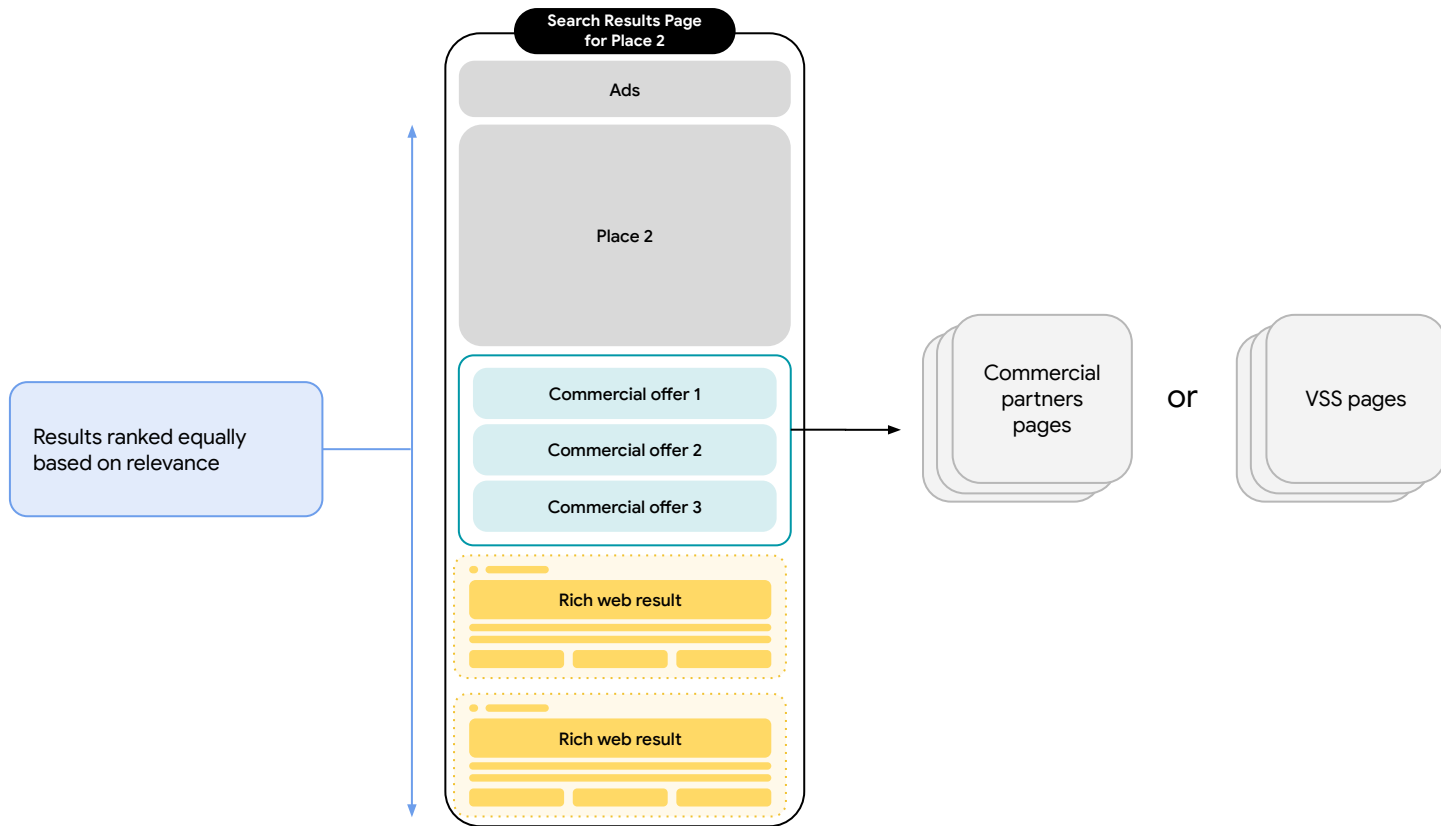 Search Results Page
for Place 2
Ads
Place 2
Commercial offer 1
Commercial offer 2
Commercial offer 3
Rich web result
Rich web result
Results ranked equally
based on relevance
Commercial
partners
pages
or
VSS pages